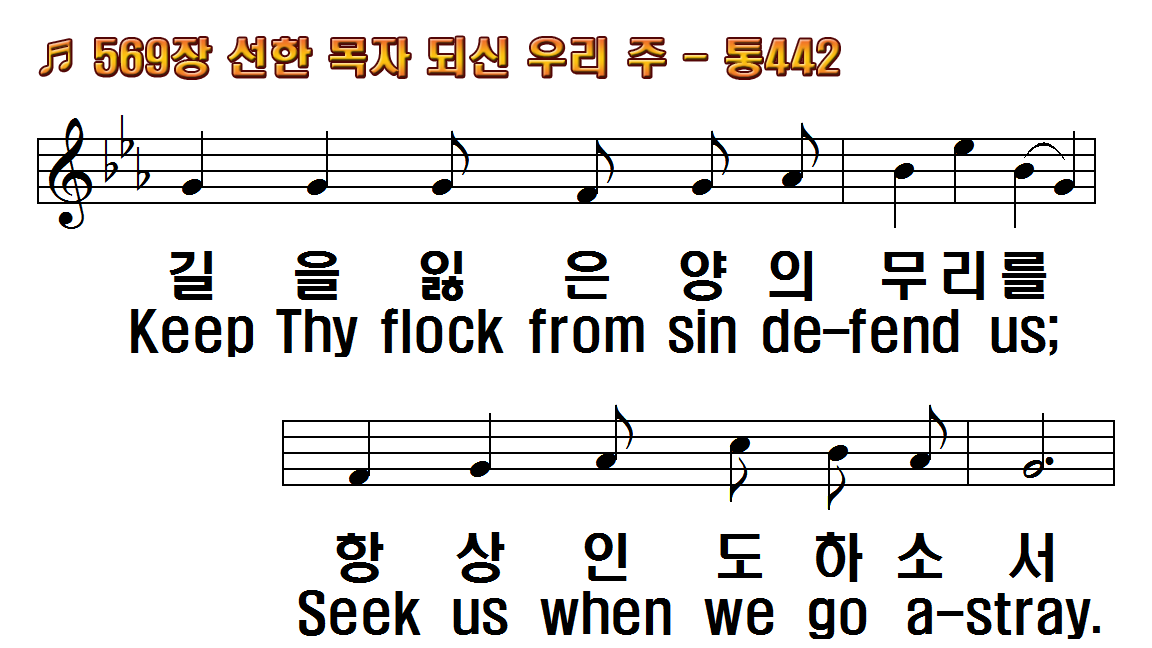 ♬ 569장 선한 목자 되신 우리 주 - 통442
길 을 잃 은 양 의 무 리 를
Keep Thy flock from sin de-fend us;
항 상 인 도 하 소 서
Seek us when we go a-stray.